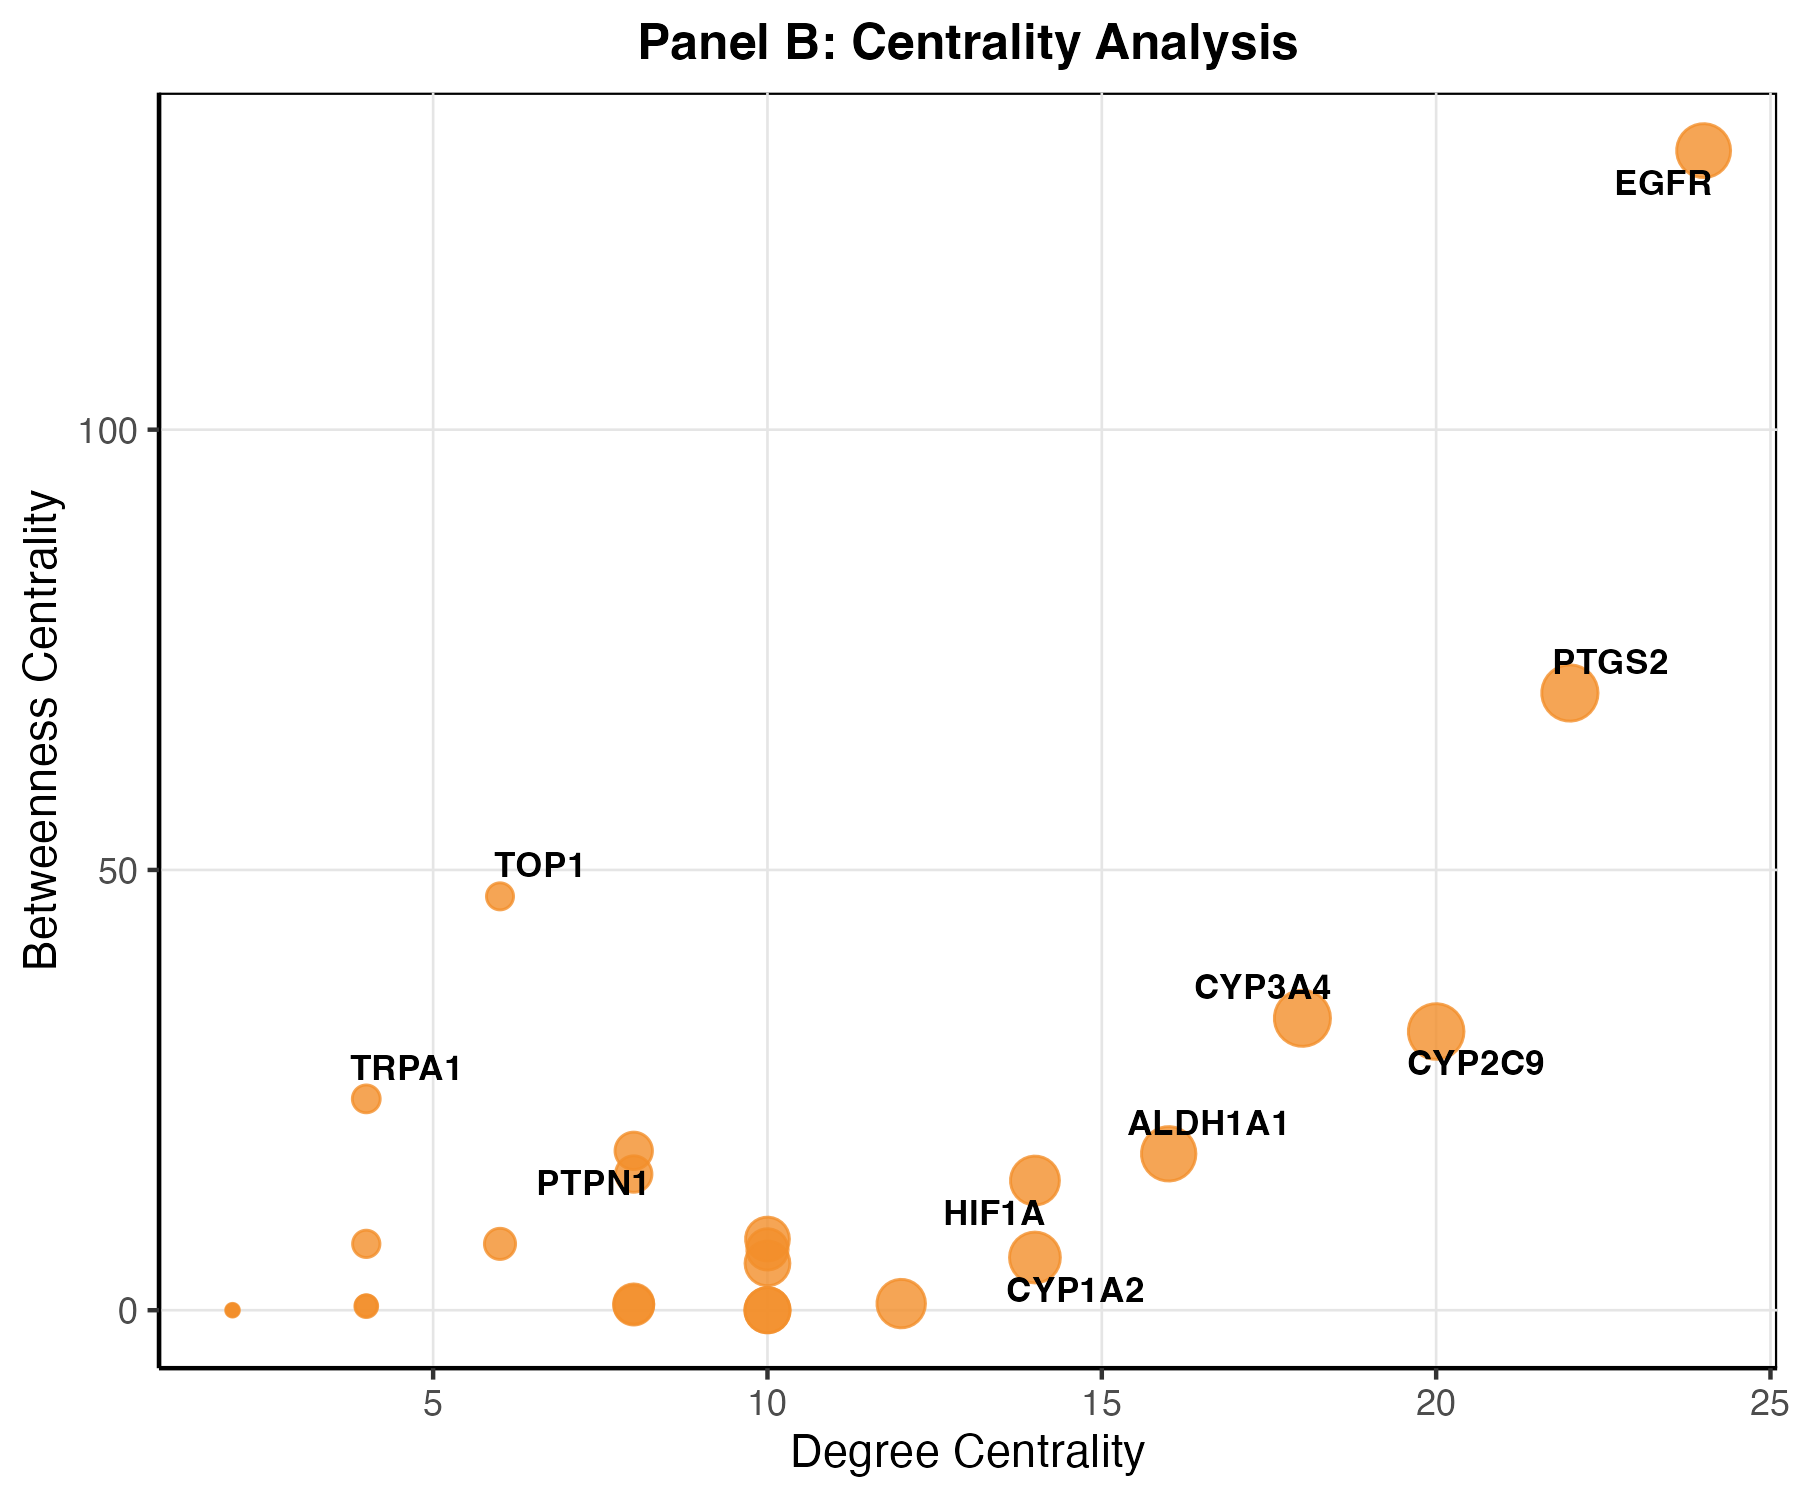 Panel B: Centrality Analysis
EGFR
100
PTGS2
Betweenness Centrality
TOP1
50
CYP3A4
CYP2C9
TRPA1
ALDH1A1
PTPN1
HIF1A
CYP1A2
0
5 10 15 20 25
Degree Centrality